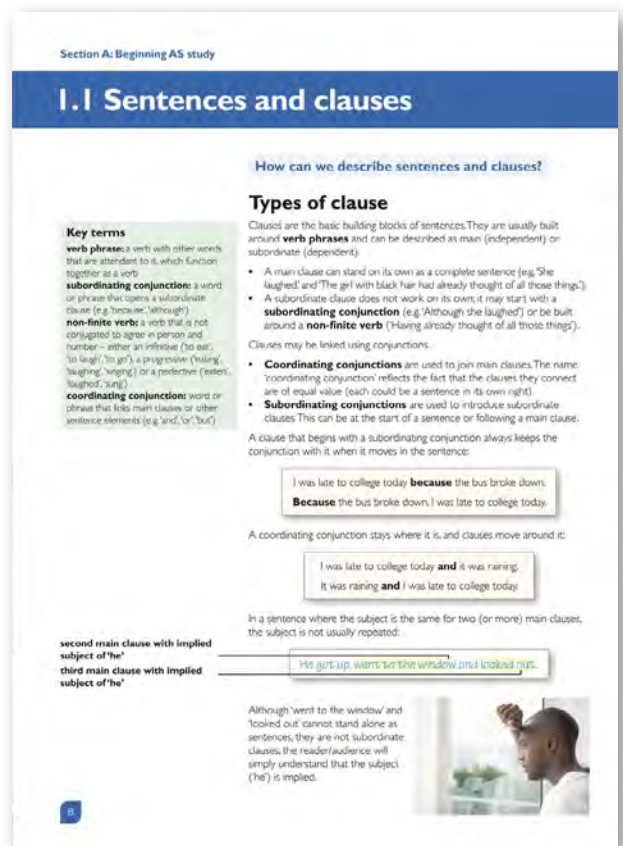 Section A: Beginning AS study
1.1 Sentences and clauses
How can we describe sentences and clauses?
Types of clause
Clauses are the basic building blocks of sentences. They are usually built
around verb phrases and can be described as main (independent) or
subordinate (dependent).
• A main clause can stand on its own as a complete sentence (e.g. 'She
laughed.' and 'The girl with black hair had already thought of all those things.')
• A subordinate clause does not work on its own; it may start with a
subordinating conjunction (e.g. 'Although she laughed') or be built
around a non-finite verb ('Having already thought of all those things').
Clauses may be linked using conjunctions.
• Coordinating conjunctions are used to join main clauses. The name
'coordinating conjunction' reflects the fact that the clauses they connect
are of equal value (each could be a sentence in its own right).
• Subordinating conjunctions are used to introduce subordinate
clauses. This can be at the start of a sentence or following a main clause.
A clause that begins with a subordinating conjunction always keeps the
conjunction with it when it moves in the sentence:
I was late to college today because the bus broke down.
Because the bus broke down, I was late to college today.
A coordinating conjunction stays where it is, and clauses move around it:
I was late to college today and it was raining.
It was raining and I was late to college today.
In a sentence where the subject is the same for two (or more) main clauses,
the subject is not usually repeated:
He got up, went to the window and looked out.
Although 'went to the window' and
'looked out' cannot stand alone as
sentences, they are not subordinate
clauses; the reader/audience will
simply understand that the subject
('he') is implied.
Key terms
verb phrase: a verb with other words
that are attendant to it, which function
together as a verb
subordinating conjunction: a word
or phrase that opens a subordinate
clause (e.g. 'because', 'although')
non-finite verb: a verb that is not
conjugated to agree in person and
number – either an infinitive ('to eat',
'to laugh', 'to go'), a progressive ('eating',
'laughing', 'singing') or a perfective ('eaten',
'laughed', 'sung')
coordinating conjunction: word or
phrase that links main clauses or other
sentence elements (e.g. 'and', 'or', 'but')
second main clause with implied
subject of 'he'
third main clause with implied
subject of 'he'
8